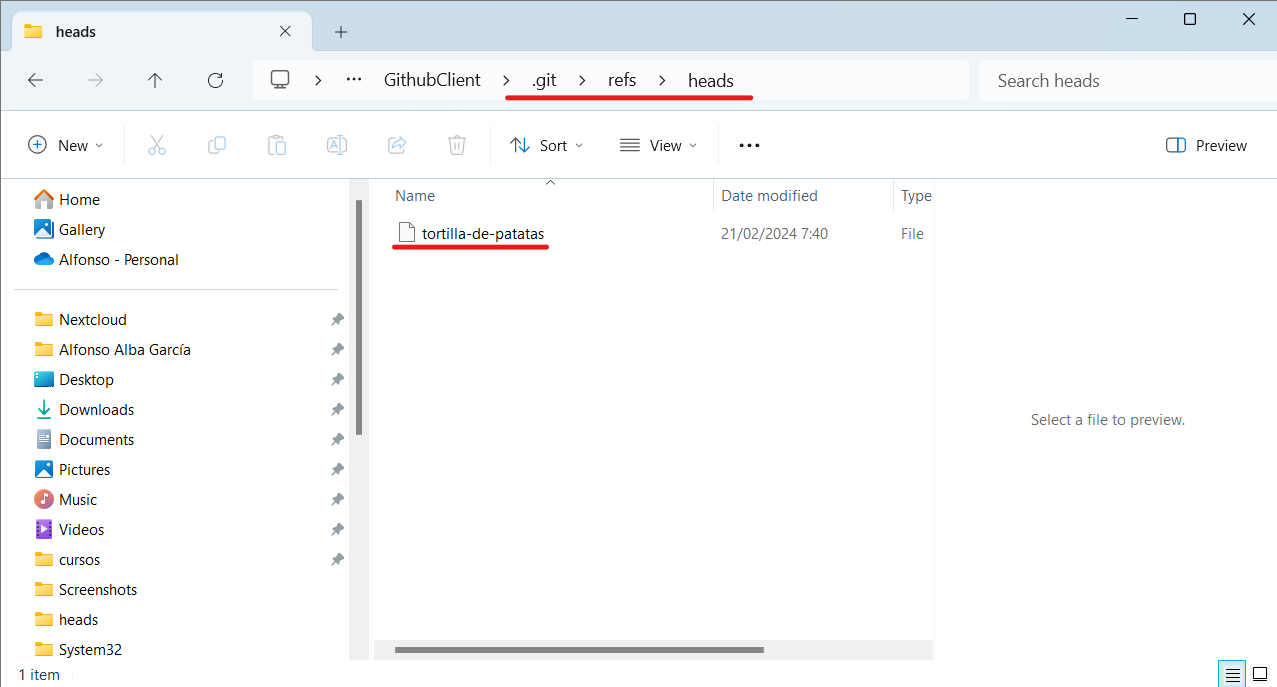 heads
GithubClient .git refs heads
Search heads
New
Sort
View
Preview
Home
Gallery
Alfonso - Personal
Nextcloud
Alfonso Alba García
Desktop
Downloads
Documents
Pictures
Music
Videos
cursos
Screenshots
heads
System32
Name Date modified Type
tortilla-de-patatas 21/02/2024 7:40 File
Select a file to preview.
1 item